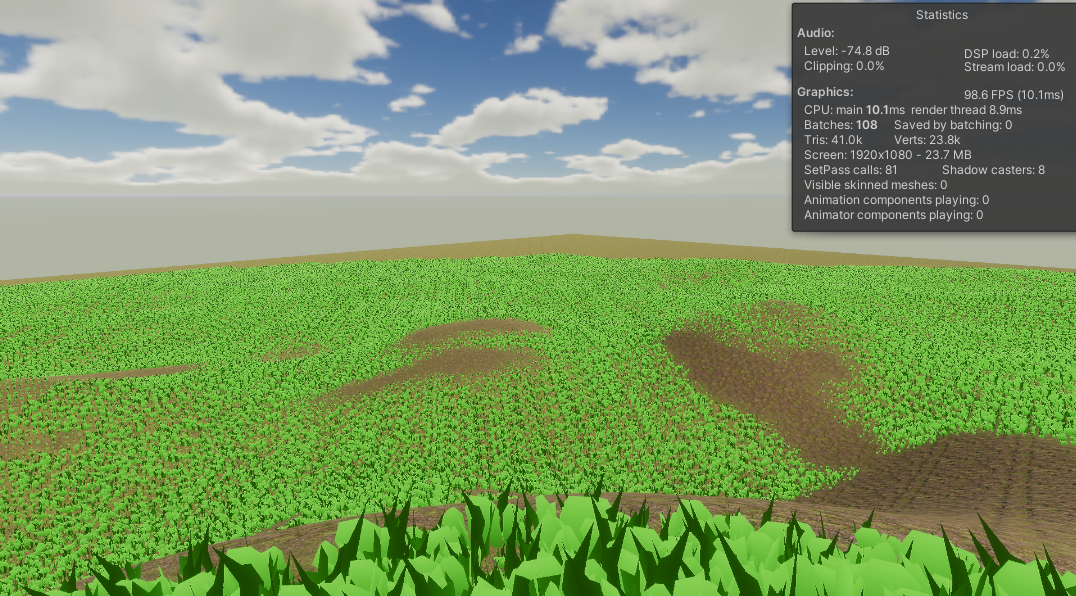 Statistics
Audio:
Level: -74.8 dB DSP load: 0.2%
Clipping: 0.0% Stream load: 0.0%
Graphics: 98.6 FPS (10.1ms)
CPU: main 10.1ms render thread 8.9ms
Batches: 108 Saved by batching: 0
Tris: 41.0k Verts: 23.8k
Screen: 1920x1080 - 23.7 MB
SetPass calls: 81 Shadow casters: 8
Visible skinned meshes: 0
Animation components playing: 0
Animator components playing: 0